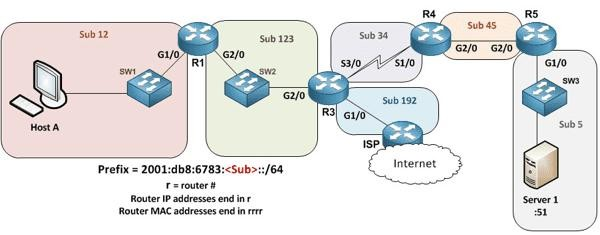 Sub 12
G1/0
R1
SW1
Host A
Sub 123
G2/0
SW2
G2/0
R3
Sub 34
S3/0
S1/0
R4
Sub 45
G2/0
G2/0
R5
G1/0
SW3
Sub 5
Server 1
:51
Sub 192
G1/0
ISP
Internet
Prefix = 2001:db8:6783:<Sub>::/64
r = router #
Router IP addresses end in r
Router MAC addresses end in rrrr